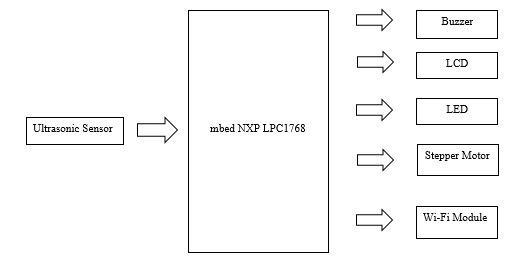 Buzzer
LCD
LED
Ultrasonic Sensor
mbed NXP LPC1768
Stepper Motor
Wi-Fi Module